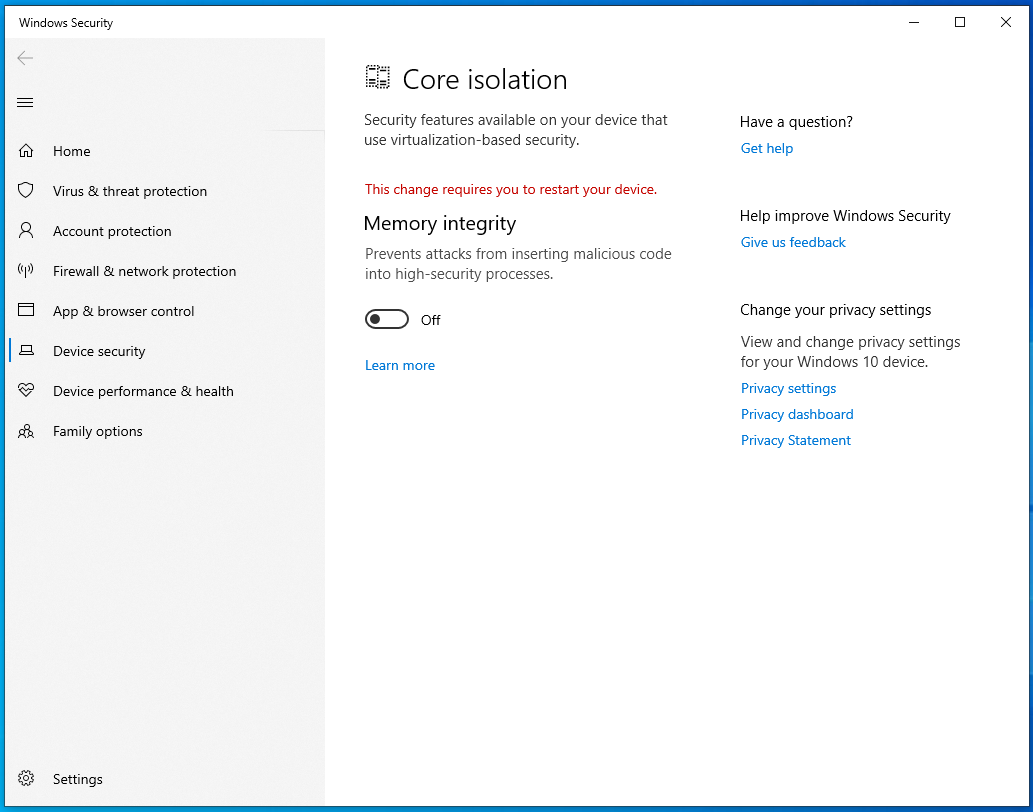 Windows Security
Home
Virus & threat protection
Account protection
Firewall & network protection
App & browser control
Device security
Device performance & health
Family options
Settings
Core isolation
Security features available on your device that
use virtualization-based security.
This change requires you to restart your device.
Memory integrity
Prevents attacks from inserting malicious code
into high-security processes.
Off
Learn more
Have a question?
Get help
Help improve Windows Security
Give us feedback
Change your privacy settings
View and change privacy settings
for your Windows 10 device.
Privacy settings
Privacy dashboard
Privacy Statement